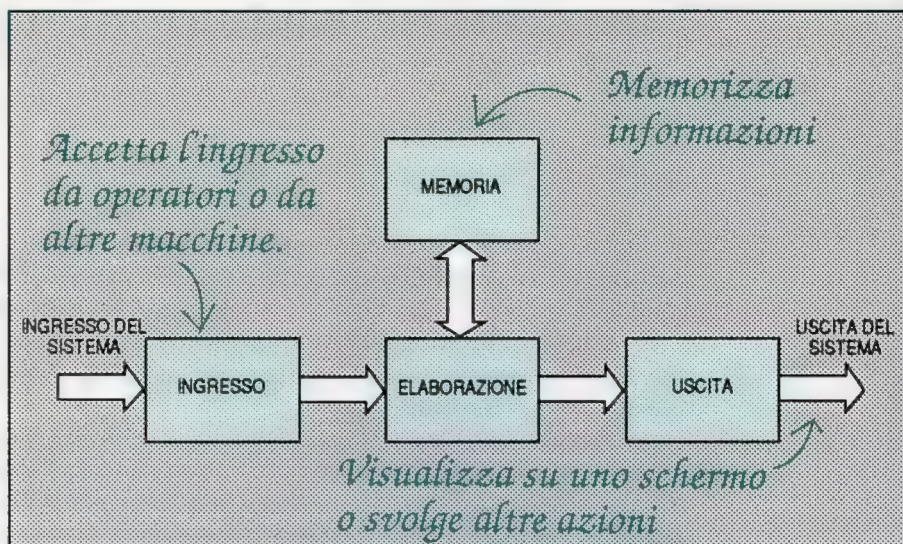 Memorizza
informazioni
Accetta l'ingresso
da operatori o da
altre macchine.
MEMORIA
INGRESSO DEL
SISTEMA
INGRESSO
ELABORAZIONE
USCITA
USCITA DEL
SISTEMA
Visualizza su uno schermo
o svolge altre azioni